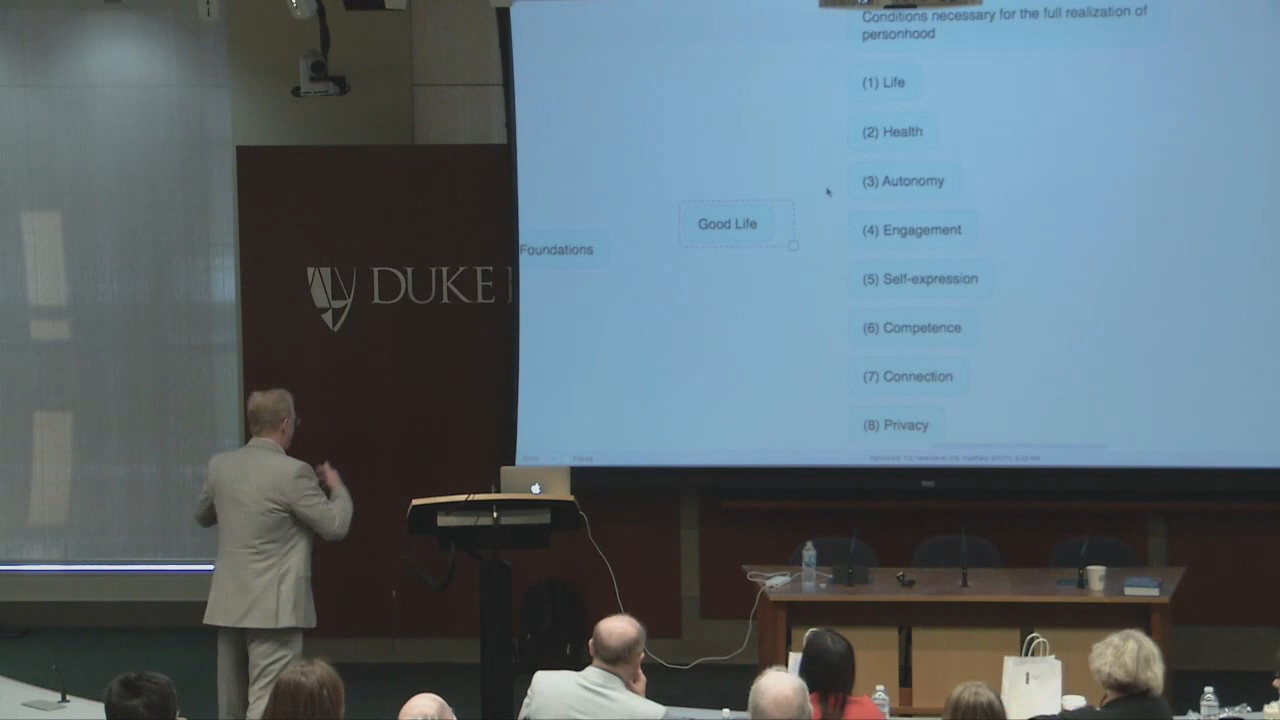 Conditions necessary for the full realization of
personhood
(1) Life
(2) Health
(3) Autonomy
Good Life
(4) Engagement
Foundations
(5) Self-expression
(6) Competence
(7) Connection
(8) Privacy
DUKE